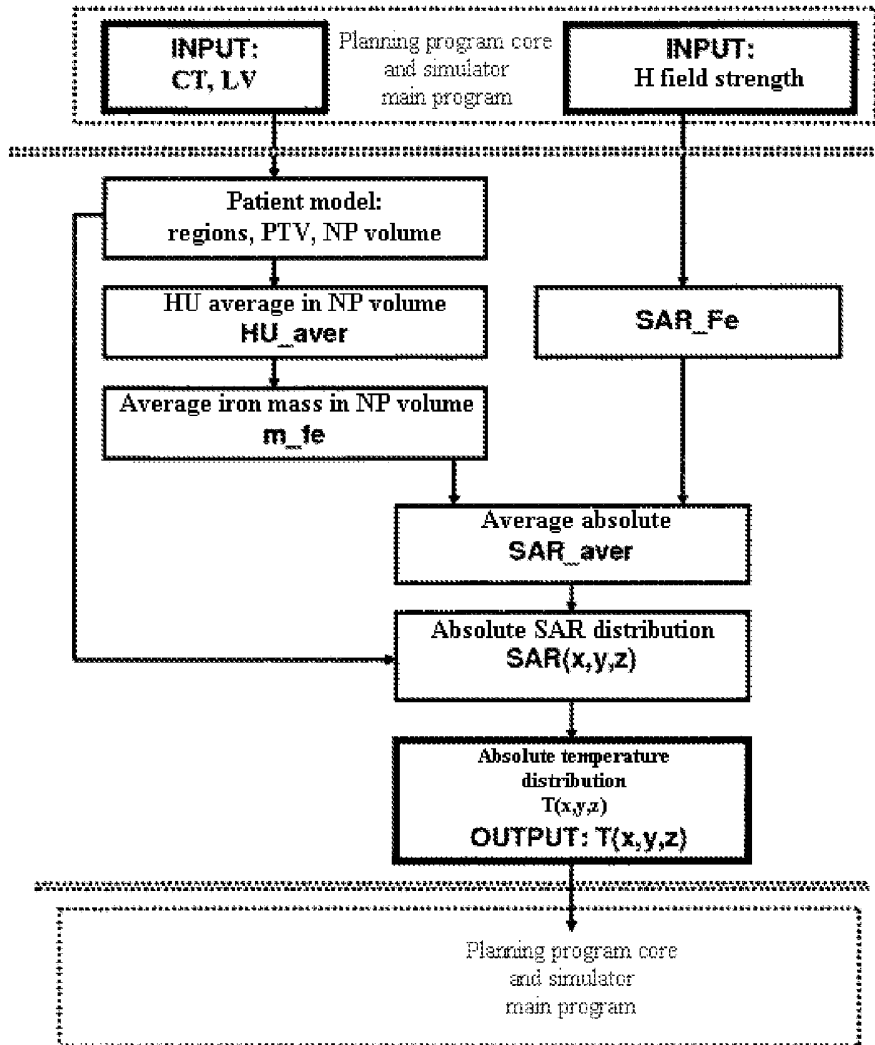 INPUT:
CT, LV
Planning program core
and simulator
main program
INPUT:
H field strength
Patient model:
regions, PTV, NP volume
HU average in NP volume
HU_aver
SAR_Fe
Average iron mass in NP volume
m_fe
Average absolute
SAR_aver
Absolute SAR distribution
SAR(x,y,z)
Absolute temperature
distribution
T(x,y,z)
OUTPUT: T(x,y,z)
Planning program core
and simulator
main program